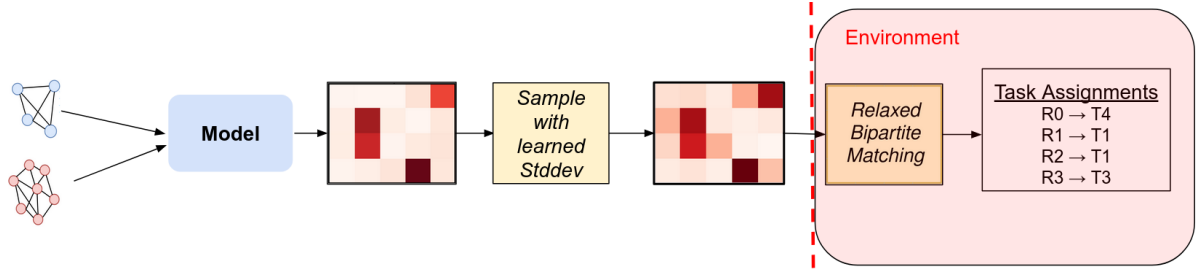 Model
Sample
with
learned
Stddev
Environment
Relaxed
Bipartite
Matching
Task Assignments
R0 → T4
R1 → T1
R2 → T1
R3 → T3